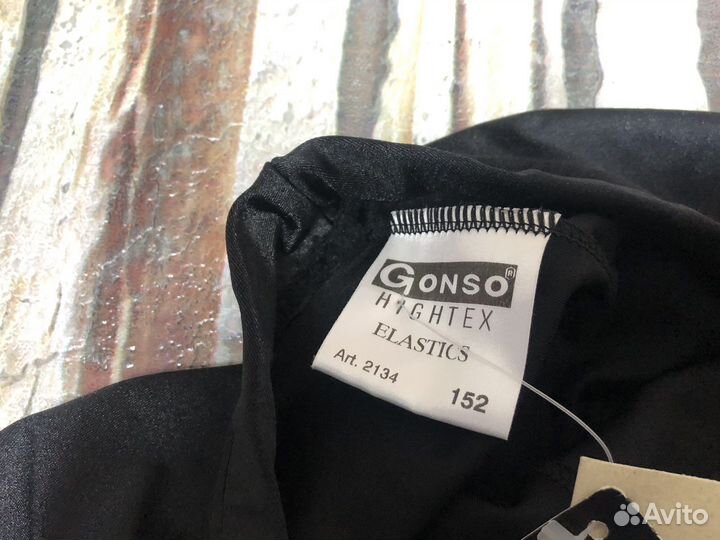 GONSO®
HIGHTEX
ELASTICS
Art. 2134
152
Avito